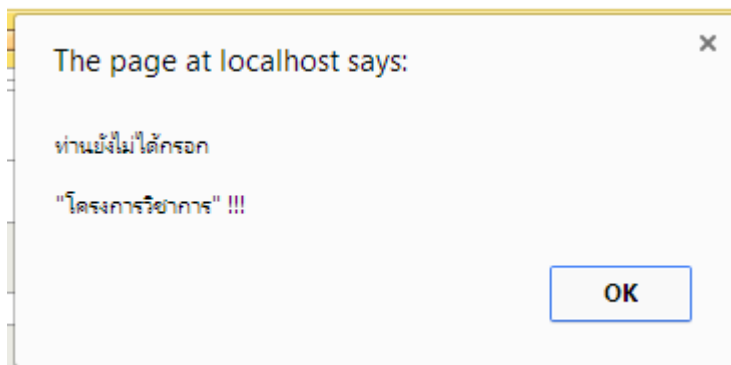 The page at localhost says:
ท่านยังไม่ได้กรอก
"โครงการวิชาการ" !!!
OK